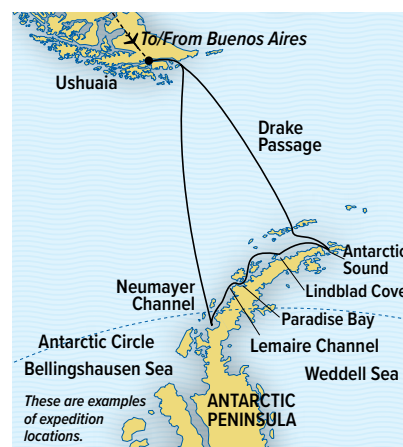 To/From Buenos Aires
Ushuaia
Drake
Passage
Antarctic
Sound
Neumayer
Channel
Lindblad Cove
Paradise Bay
Antarctic Circle
Lemaire Channel
Bellingshausen Sea
Weddell Sea
These are examples
of expedition
locations.
ANTARCTIC
PENINSULA